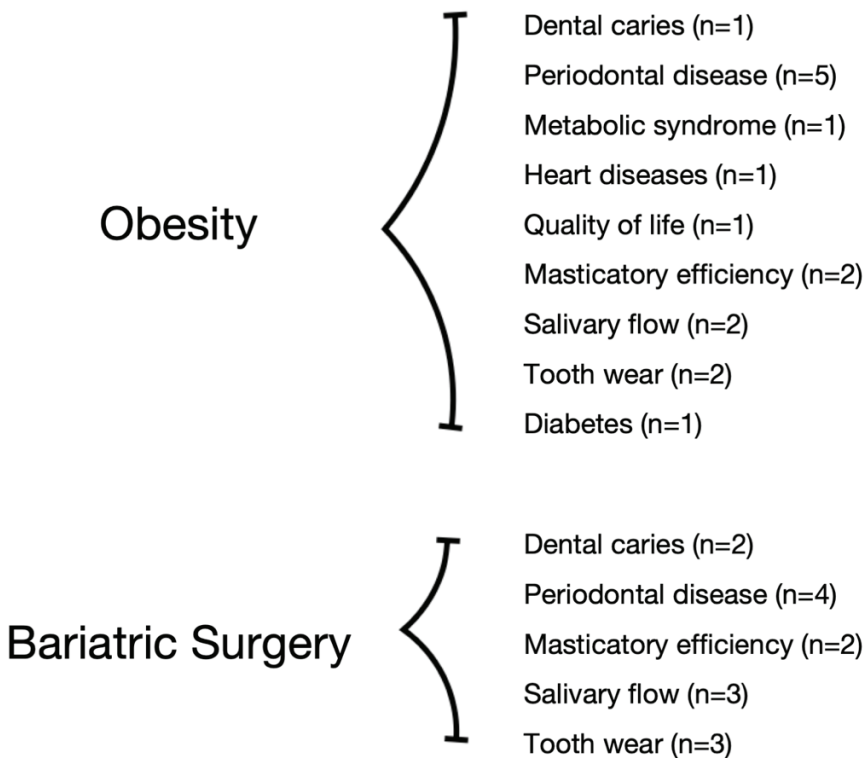 Obesity
Dental caries (n=1)
Periodontal disease (n=5)
Metabolic syndrome (n=1)
Heart diseases (n=1)
Quality of life (n=1)
Masticatory efficiency (n=2)
Salivary flow (n=2)
Tooth wear (n=2)
Diabetes (n=1)
Bariatric Surgery
Dental caries (n=2)
Periodontal disease (n=4)
Masticatory efficiency (n=2)
Salivary flow (n=3)
Tooth wear (n=3)